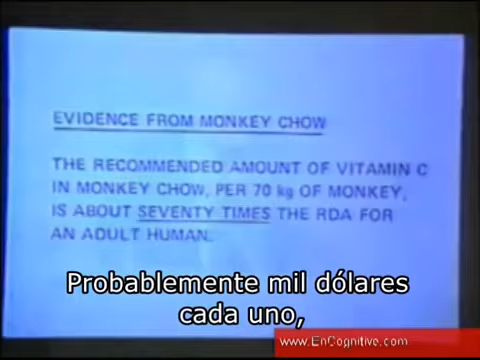 EVIDENCE FROM MONKEY CHOW
THE RECOMMENDED AMOUNT OF VITAMIN C
IN MONKEY CHOW, PER 70 kg OF MONKEY,
IS ABOUT SEVENTY TIMES THE RDA FOR
AN ADULT HUMAN.
Probablemente mil dólares
cada uno,
www.EnCognitive.com